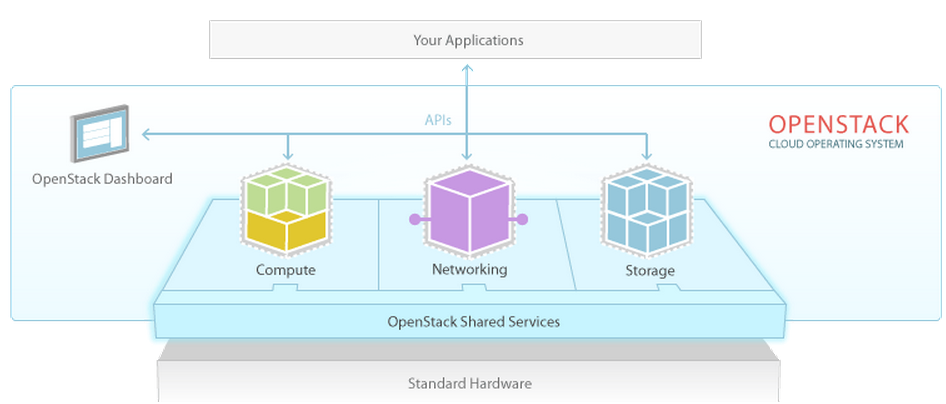 Your Applications
APIs
OPENSTACK
CLOUD OPERATING SYSTEM
OpenStack Dashboard
Compute
Networking
Storage
OpenStack Shared Services
Standard Hardware